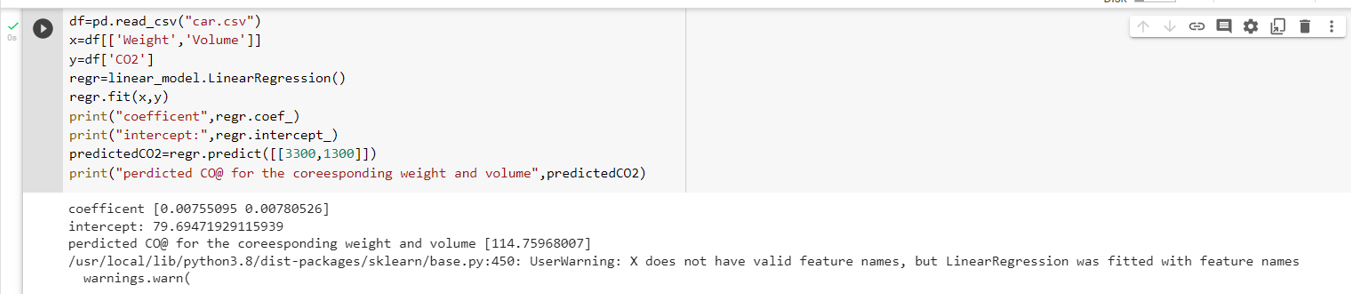 0s
df=pd.read_csv("car.csv")
x=df[['Weight','Volume']]
y=df['CO2']
regr=linear_model.LinearRegression()
regr.fit(x,y)
print("coefficent",regr.coef_)
print("intercept:",regr.intercept_)
predictedCO2=regr.predict([[3300,1300]])
print("perdicted CO@ for the coreesponding weight and volume",predictedCO2)
coefficent [0.00755095 0.00780526]
intercept: 79.69471929115939
perdicted CO@ for the coreesponding weight and volume [114.75968007]
/usr/local/lib/python3.8/dist-packages/sklearn/base.py:450: UserWarning: X does not have valid feature names, but LinearRegression was fitted with feature names
  warnings.warn(